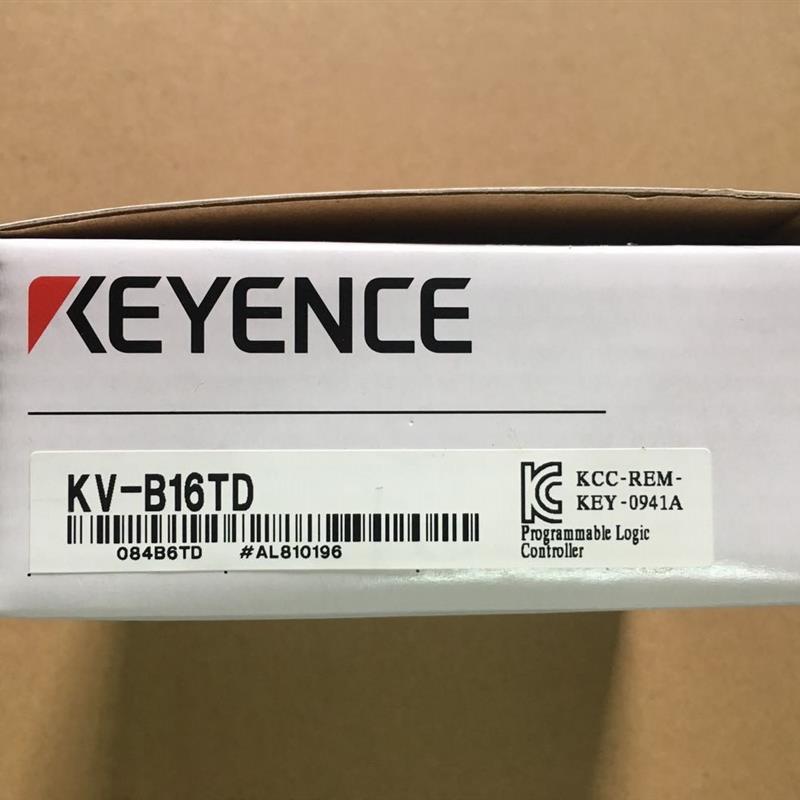 KEYENCE
KV-B16TD
084B6TD #AL810196
KCC-REM-
KEY-0941A
Programmable Logic
Controller